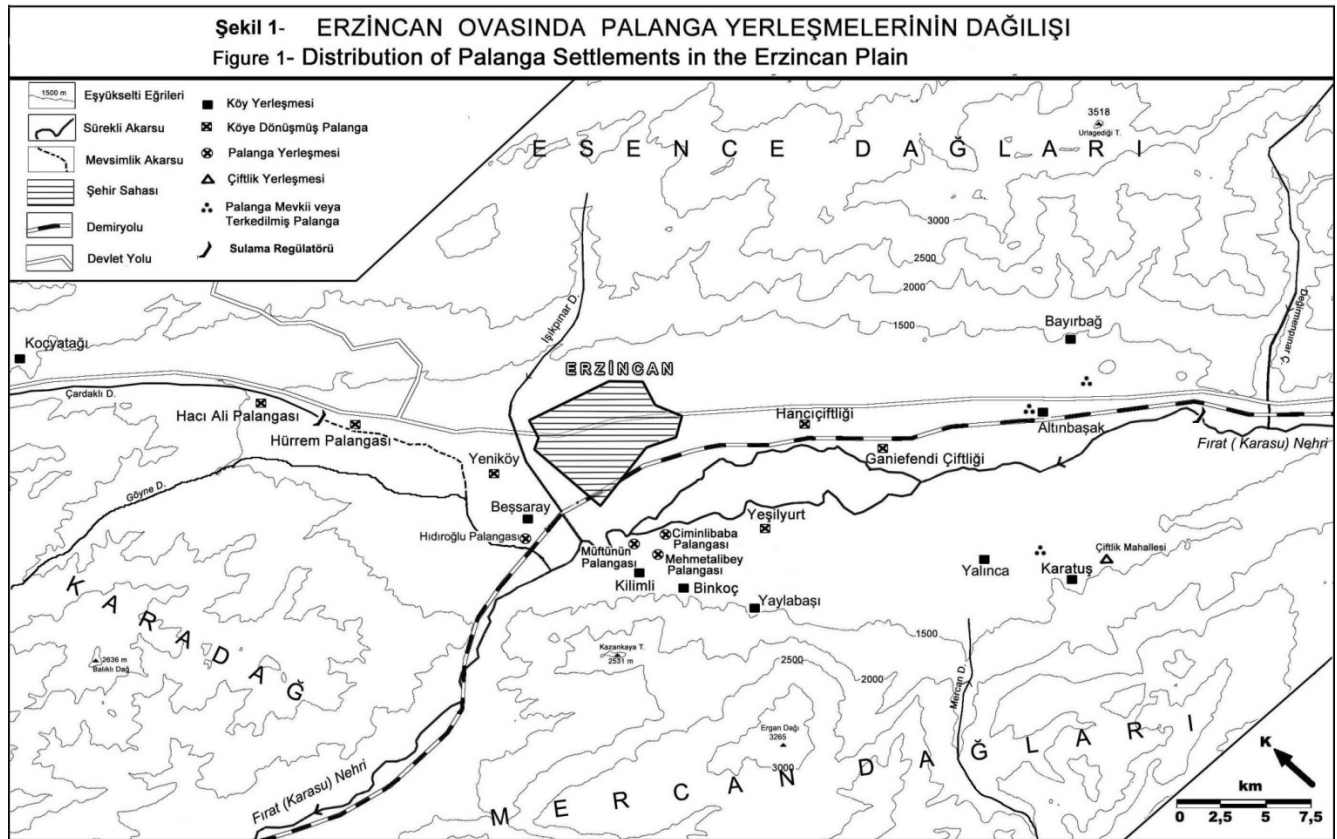 Şekil 1- ERZİNCAN OVASINDA PALANGA YERLEŞMELERİNİN DAĞILIŞI
Figure 1- Distribution of Palanga Settlements in the Erzincan Plain
1500 m
Eşyükselti Eğrileri
Sürekli Akarsu
Mevsimlik Akarsu
Şehir Sahası
Demiryolu
Devlet Yolu
Köy Yerleşmesi
Köye Dönüşmüş Palanga
Palanga Yerleşmesi
Çiftlik Yerleşmesi
Palanga Mevkii veya
Terkedilmiş Palanga
Sulama Regülatörü
3518
Urlagediği T.
ESENCE DAĞLARI
3000
2500
2000
1500
Işıkpınar D.
Değirmenpınar Ç.
Bayırbağ
Koçyatağı
ERZİNCAN
Çardaklı D.
Hacı Ali Palangası
Hürrem Palangası
Hancıçiftliği
Altınbaşak
Fırat ( Karasu) Nehri
Ganiefendi Çiftliği
Yeniköy
Göyne D.
Beşsaray
Yeşilyurt
Hıdıroğlu Palangası
Ciminlibaba
Palangası
Müftünün
Palangası
Mehmetalibey
Palangası
Çiftlik Mahallesi
Yalınca
Karatuş
Kilimli
Binkoç
Yaylabaşı
KARADAĞ
2636 m
Balıklı Dağ
Kazankaya T.
2531 m
1500
2500
2000
Mercan D.
Ergan Dağı
3265
3000
MERCAN DAĞLARI
Fırat (Karasu) Nehri
K
km
0 2,5 5 7,5